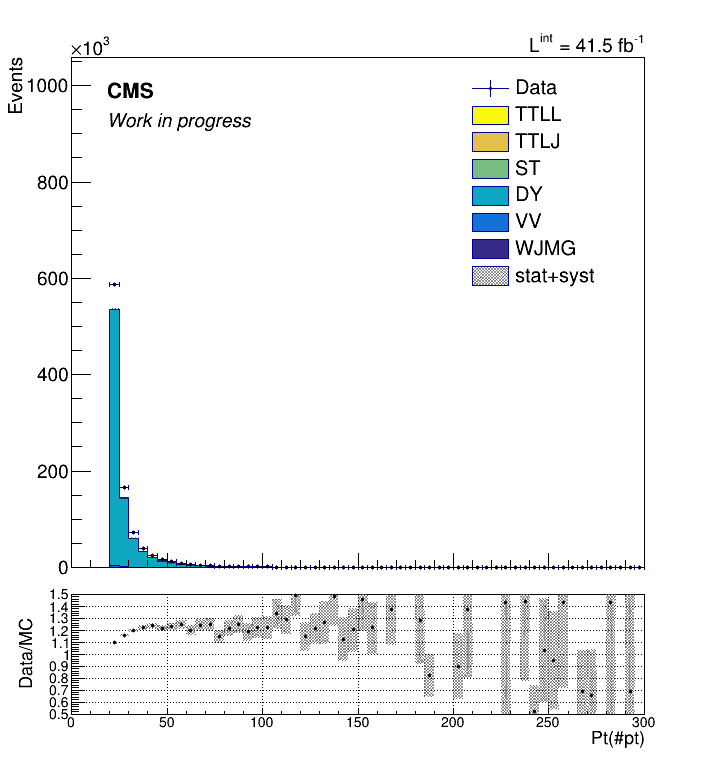 ×10³
L^int = 41.5 fb⁻¹
Events
1000
800
600
400
200
0
CMS
Work in progress
Data
TTLL
TTLJ
ST
DY
VV
WJMG
stat+syst
Data/MC
1.5
1.4
1.3
1.2
1.1
1
0.9
0.8
0.7
0.6
0.5
0 50 100 150 200 250 300
Pt(#pt)